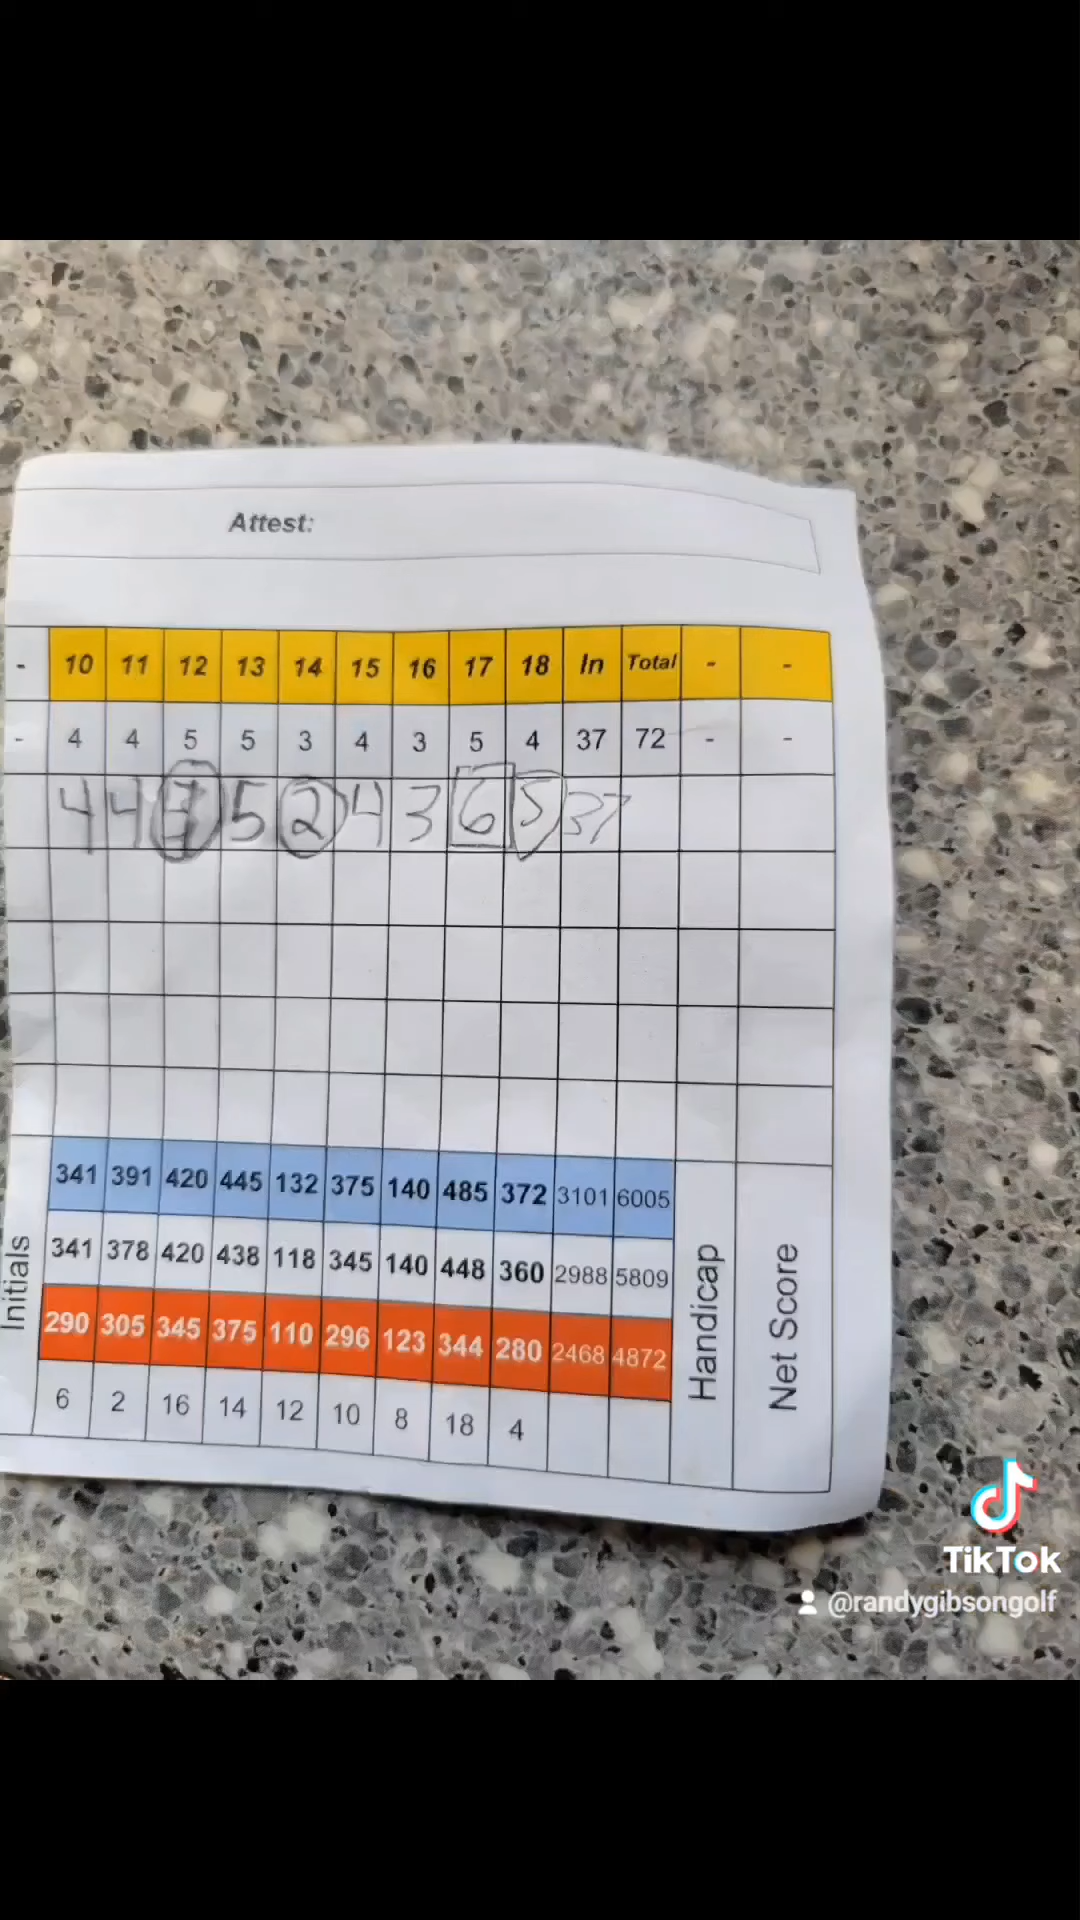 Attest:
- 10 11 12 13 14 15 16 17 18 In Total - -
- 4 4 5 5 3 4 3 5 4 37 72 - -
4 4 5 2 4 3 6 5 37
341 391 420 445 132 375 140 485 372 3101 6005
341 378 420 438 118 345 140 448 360 2988 5809
290 305 345 375 110 296 123 344 280 2468 4872
6 2 16 14 12 10 8 18 4
Initials
Handicap
Net Score
TikTok
@randygibsongolf